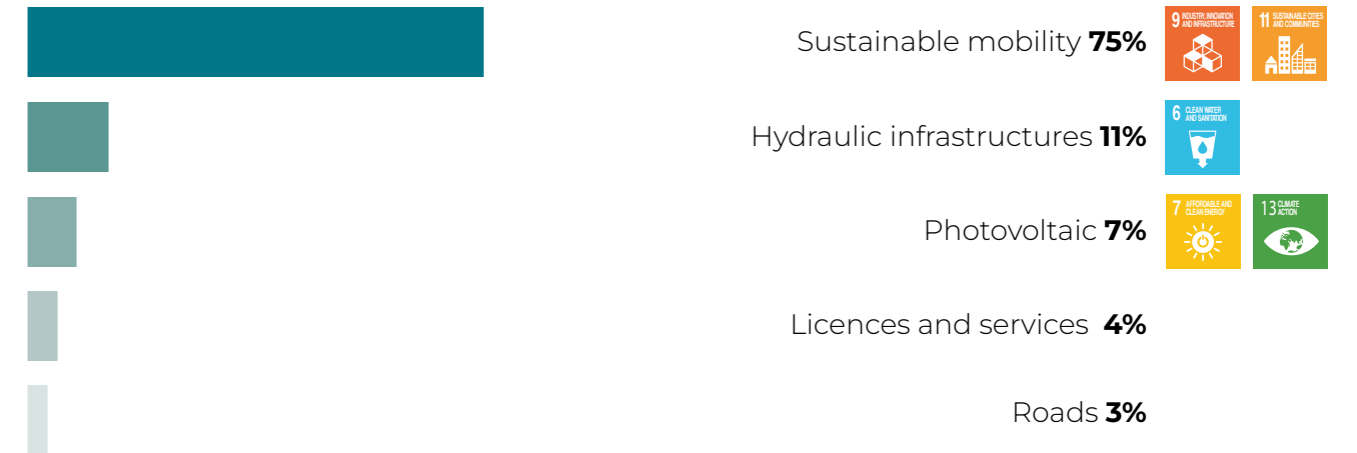 Sustainable mobility 75%
9 INDUSTRY, INNOVATION
AND INFRASTRUCTURE
11 SUSTAINABLE CITIES
AND COMMUNITIES
Hydraulic infrastructures 11%
6 CLEAN WATER
AND SANITATION
Photovoltaic 7%
7 AFFORDABLE AND
CLEAN ENERGY
13 CLIMATE
ACTION
Licences and services 4%
Roads 3%